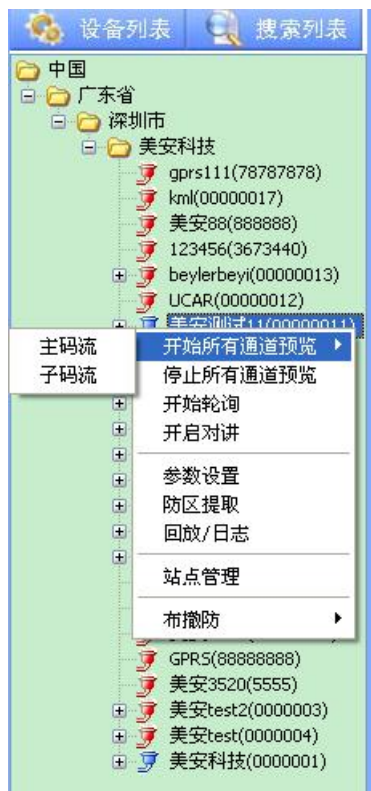 设备列表 搜索列表
中国
广东省
深圳市
美安科技
gprs111(78787878)
kml(00000017)
美安88(888888)
123456(3673440)
beylerbeyi(00000013)
UCAR(00000012)
美安测试11(00000011)
主码流 开始所有通道预览
子码流 停止所有通道预览
开始轮询
开启对讲
参数设置
防区提取
回放/日志
站点管理
布撤防
GPRS(88888888)
美安3520(5555)
美安test2(0000003)
美安test(0000004)
美安科技(0000001)